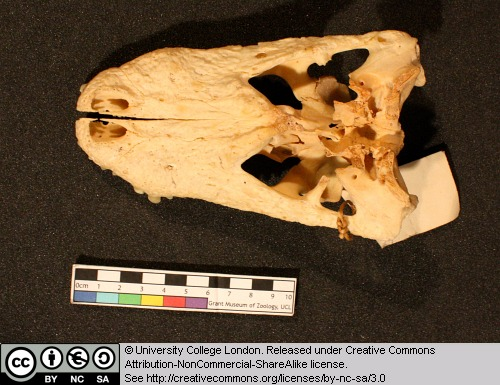 0cm 1 2 3 4 5 6 7 8 9 10
Grant Museum of Zoology, UCL
© University College London. Released under Creative Commons
Attribution-NonCommercial-ShareAlike license.
See http://creativecommons.org/licenses/by-nc-sa/3.0
cc
BY NC SA